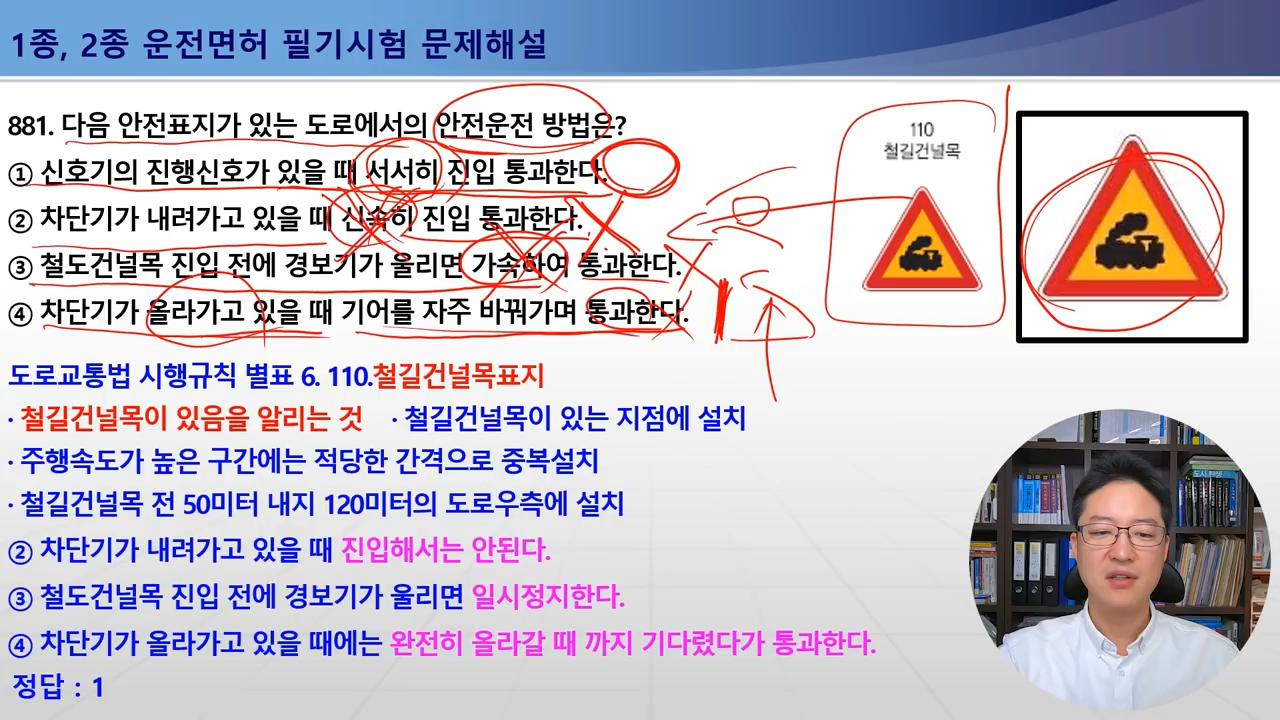 1종, 2종 운전면허 필기시험 문제해설
881. 다음 안전표지가 있는 도로에서의 안전운전 방법은?
① 신호기의 진행신호가 있을 때 서서히 진입 통과한다.
② 차단기가 내려가고 있을 때 신속히 진입 통과한다.
③ 철도건널목 진입 전에 경보기가 울리면 가속하여 통과한다.
④ 차단기가 올라가고 있을 때 기어를 자주 바꿔가며 통과한다.
110
철길건널목
도로교통법 시행규칙 별표 6. 110.철길건널목표지
· 철길건널목이 있음을 알리는 것 · 철길건널목이 있는 지점에 설치
· 주행속도가 높은 구간에는 적당한 간격으로 중복설치
· 철길건널목 전 50미터 내지 120미터의 도로우측에 설치
② 차단기가 내려가고 있을 때 진입해서는 안된다.
③ 철도건널목 진입 전에 경보기가 울리면 일시정지한다.
④ 차단기가 올라가고 있을 때에는 완전히 올라갈 때 까지 기다렸다가 통과한다.
정답 : 1